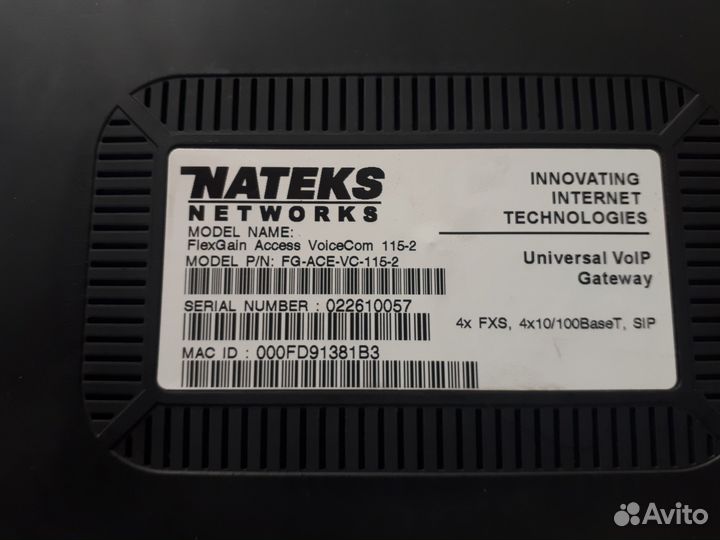 NATEKS
NETWORKS
MODEL NAME:
FlexGain Access VoiceCom 115-2
MODEL P/N: FG-ACE-VC-115-2
SERIAL NUMBER : 022610057
MAC ID : 000FD91381B3
INNOVATING
INTERNET
TECHNOLOGIES
Universal VoIP
Gateway
4x FXS, 4x10/100BaseT, SIP
Avito